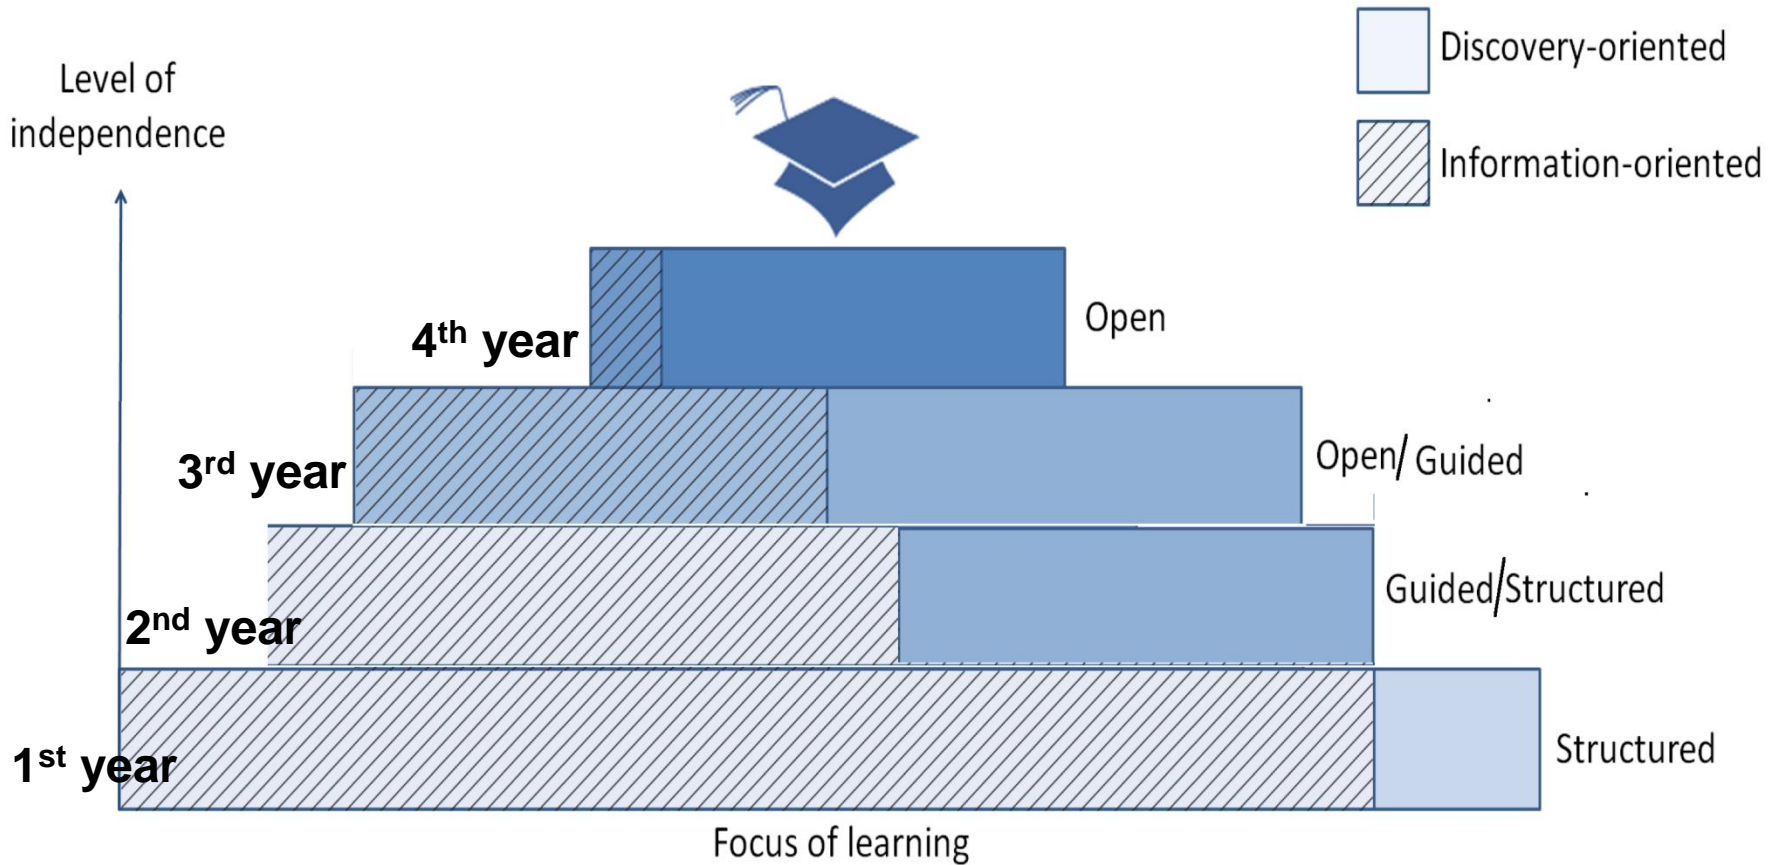 Level of
independence
Discovery-oriented
Information-oriented
4th year
Open
3rd year
Open/Guided
2nd year
Guided/Structured
1st year
Structured
Focus of learning